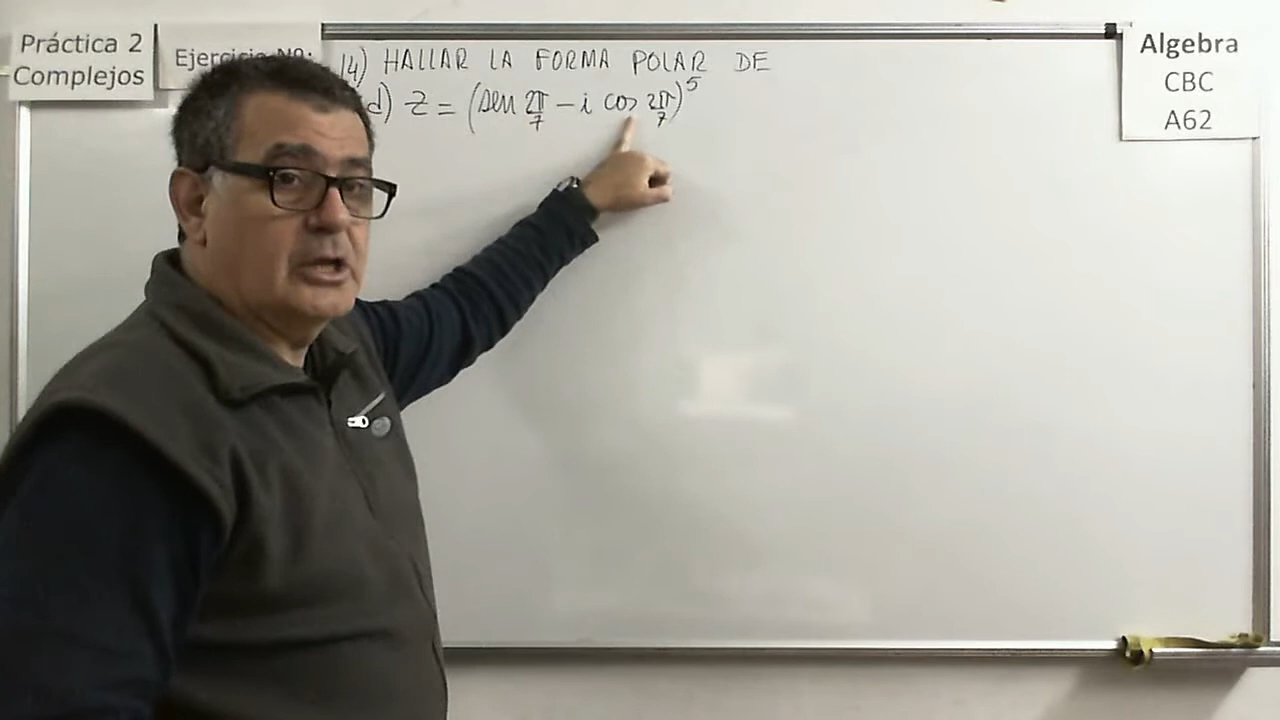 Práctica 2
Complejos
Ejercicio Nº:
14) HALLAR LA FORMA POLAR DE
d) Z = (sen 2π/7 - i cos 2π/7)^5
Algebra
CBC
A62